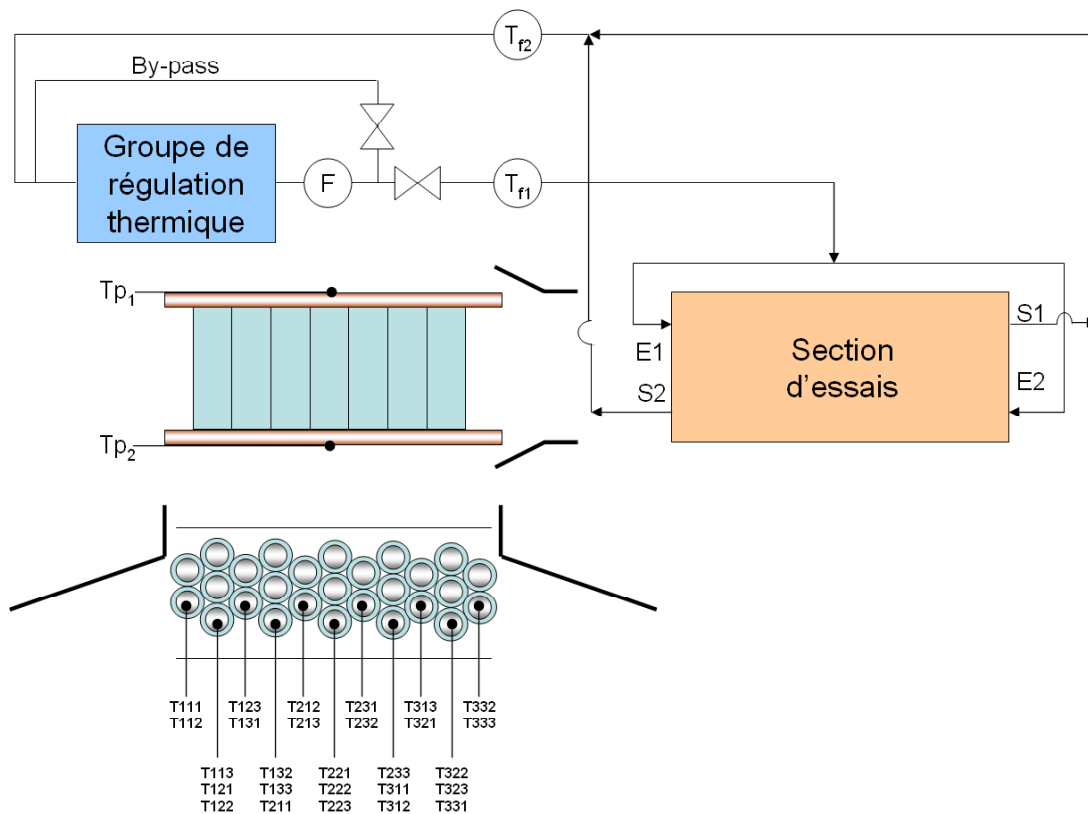 Tf2
By-pass
Groupe de
régulation
thermique
F
Tf1
Tp1
E1
S1
Section
d'essais
S2
E2
Tp2
T111 T123 T212 T231 T313 T332
T112 T131 T213 T232 T321 T333
T113 T132 T221 T233 T322
T121 T133 T222 T311 T323
T122 T211 T223 T312 T331